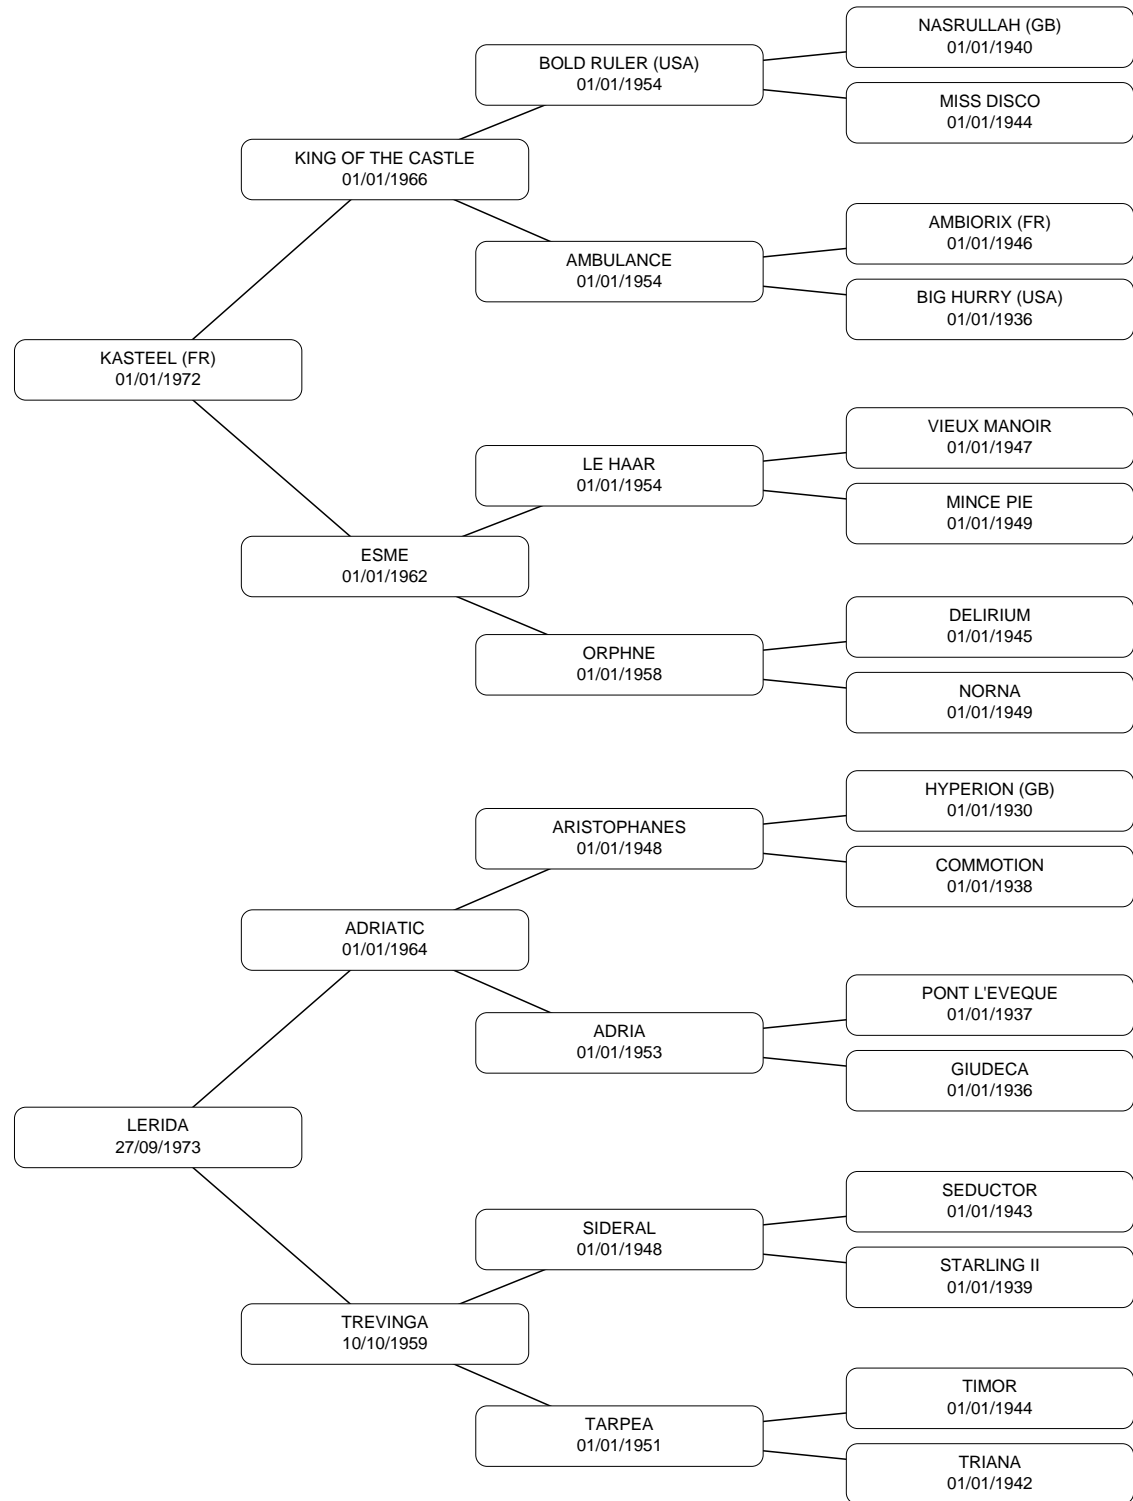 NASRULLAH (GB)
01/01/1940
BOLD RULER (USA)
01/01/1954
MISS DISCO
01/01/1944
KING OF THE CASTLE
01/01/1966
AMBIORIX (FR)
01/01/1946
AMBULANCE
01/01/1954
BIG HURRY (USA)
01/01/1936
KASTEEL (FR)
01/01/1972
VIEUX MANOIR
01/01/1947
LE HAAR
01/01/1954
MINCE PIE
01/01/1949
ESME
01/01/1962
DELIRIUM
01/01/1945
ORPHNE
01/01/1958
NORNA
01/01/1949
HYPERION (GB)
01/01/1930
ARISTOPHANES
01/01/1948
COMMOTION
01/01/1938
ADRIATIC
01/01/1964
PONT L'EVEQUE
01/01/1937
ADRIA
01/01/1953
GIUDECA
01/01/1936
LERIDA
27/09/1973
SEDUCTOR
01/01/1943
SIDERAL
01/01/1948
STARLING II
01/01/1939
TREVINGA
10/10/1959
TIMOR
01/01/1944
TARPEA
01/01/1951
TRIANA
01/01/1942